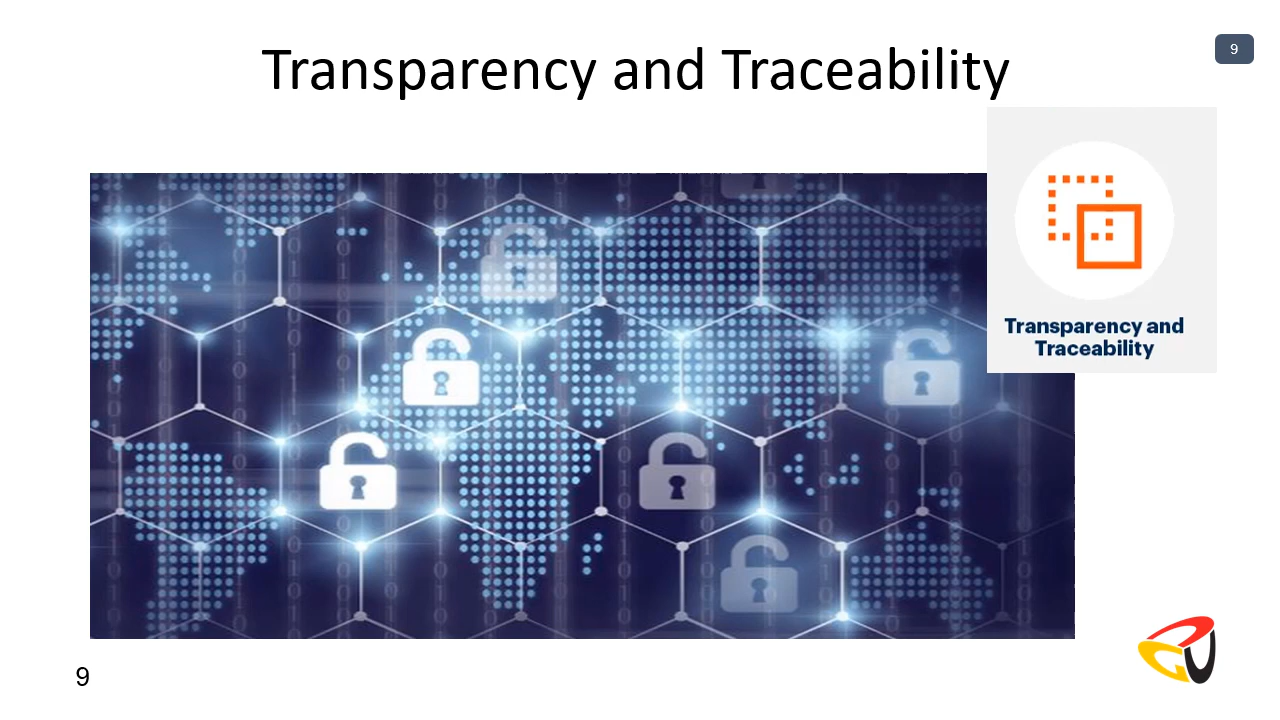 Transparency and Traceability
9
Transparency and
Traceability
9